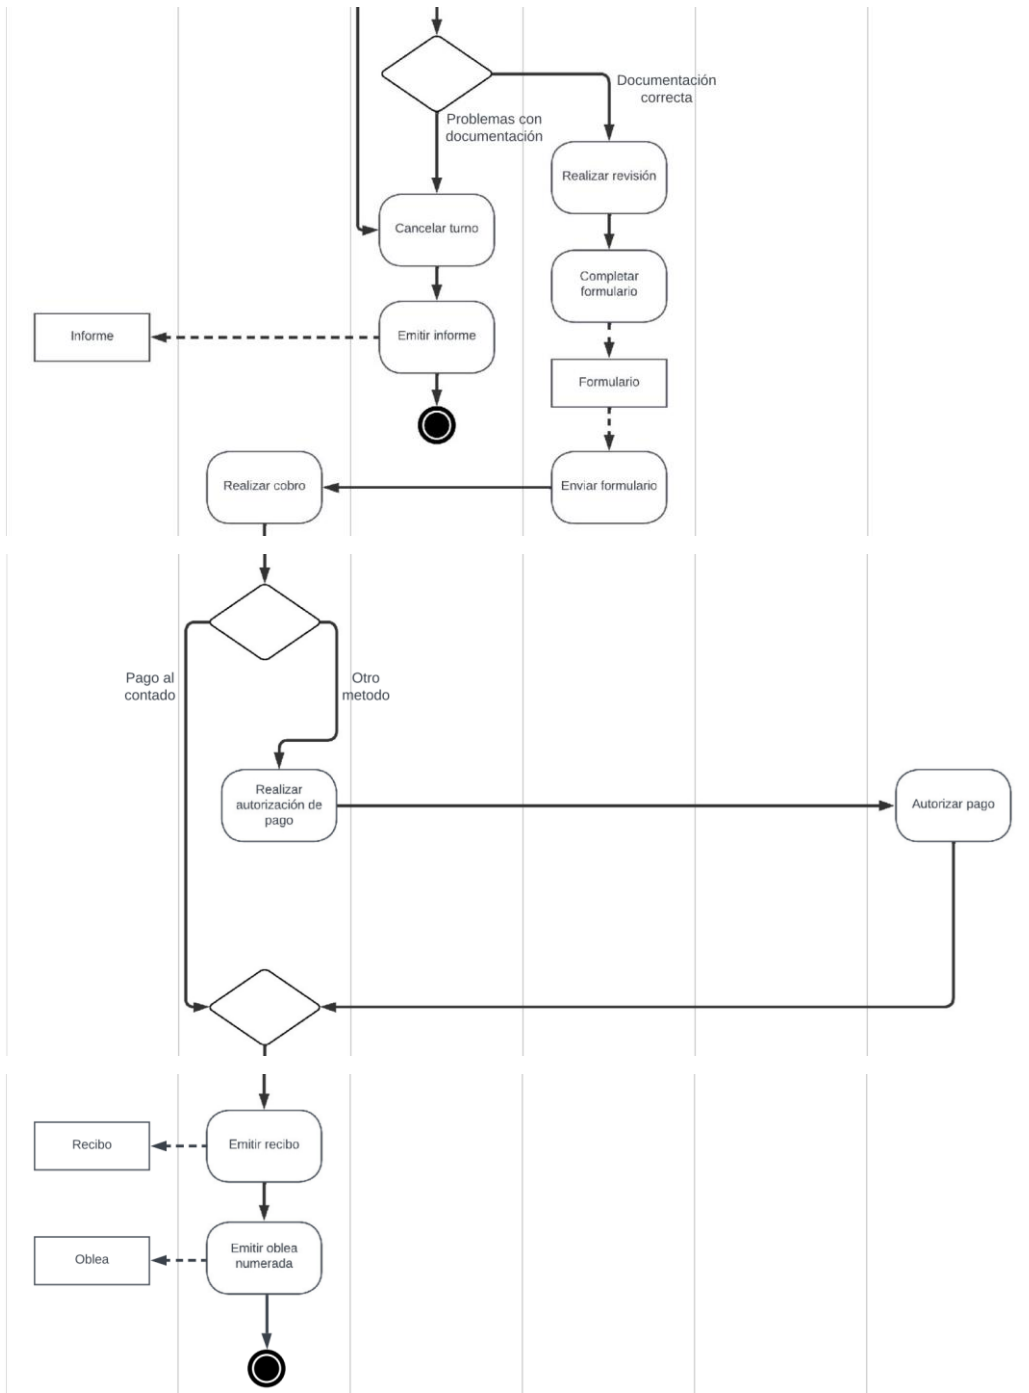 Documentación
correcta
Problemas con
documentación
Realizar revisión
Cancelar turno
Completar
formulario
Informe
Emitir informe
Formulario
Realizar cobro
Enviar formulario
Pago al
contado
Otro
metodo
Realizar
autorización de
pago
Autorizar pago
Recibo
Emitir recibo
Oblea
Emitir oblea
numerada